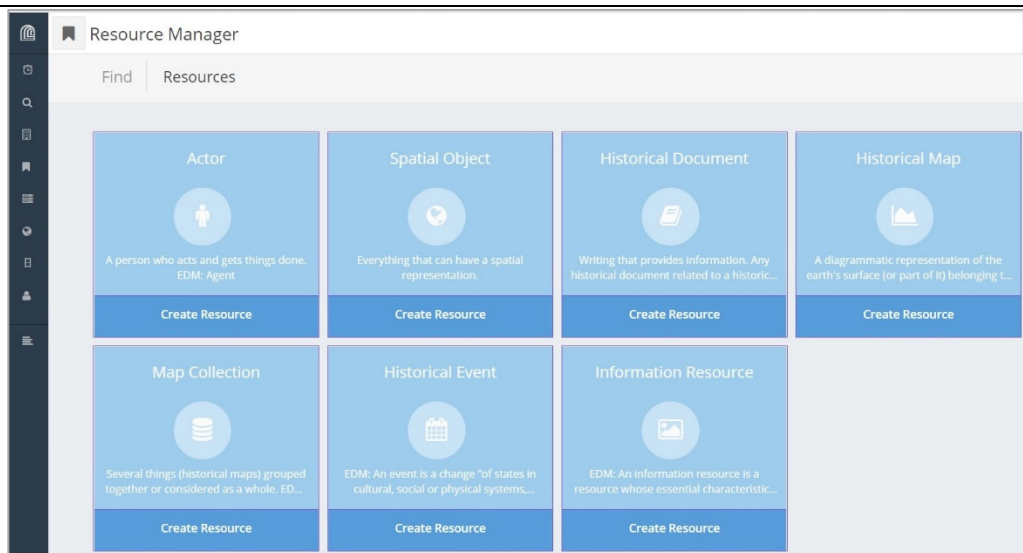 Resource Manager
Find Resources
Actor
A person who acts and gets things done.
EDM: Agent
Create Resource
Spatial Object
Everything that can have a spatial
representation.
Create Resource
Historical Document
Writing that provides information. Any
historical document related to a historic...
Create Resource
Historical Map
A diagrammatic representation of the
earth's surface (or part of it) belonging t...
Create Resource
Map Collection
Several things (historical maps) grouped
together or considered as a whole. ED...
Create Resource
Historical Event
EDM: An event is a change "of states in
cultural, social or physical systems,...
Create Resource
Information Resource
EDM: An information resource is a
resource whose essential characteristic...
Create Resource